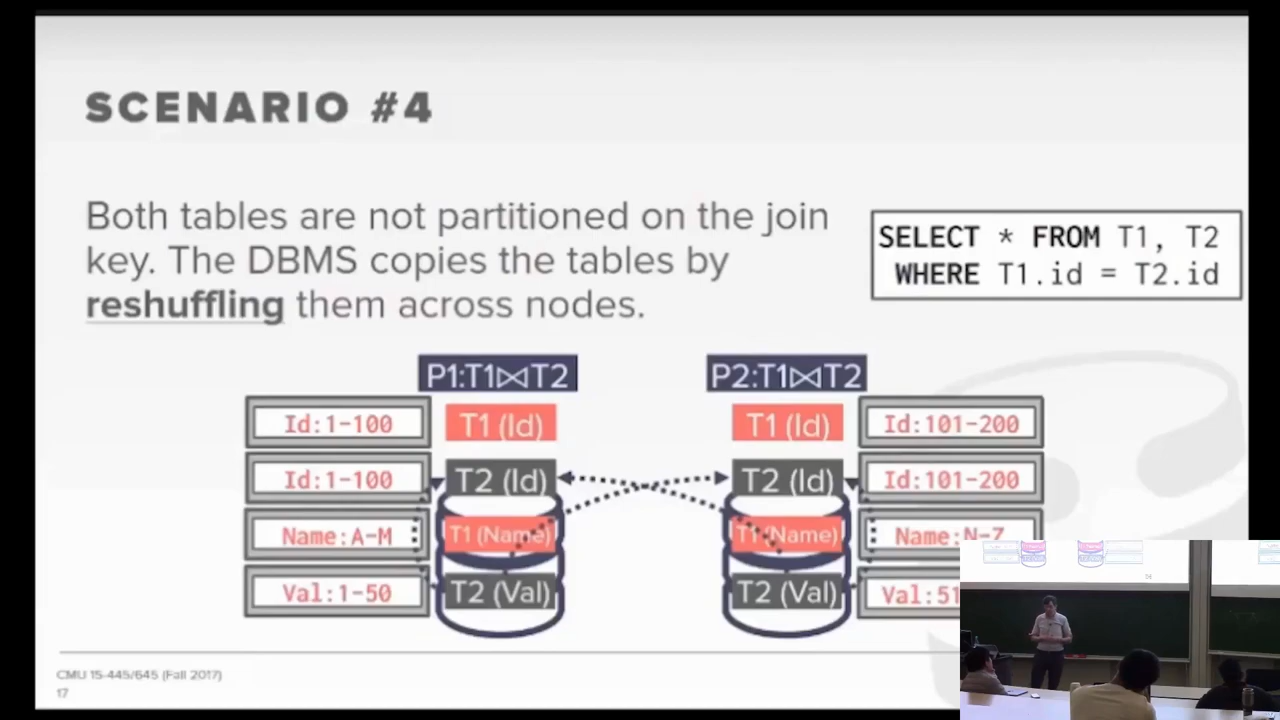 SCENARIO #4
Both tables are not partitioned on the join
key. The DBMS copies the tables by
reshuffling them across nodes.
SELECT * FROM T1, T2
WHERE T1.id = T2.id
P1:T1⋈T2
P2:T1⋈T2
Id:1-100
T1 (Id)
T1 (Id)
Id:101-200
Id:1-100
T2 (Id)
T2 (Id)
Id:101-200
Name:A-M
T1 (Name)
T1 (Name)
Name:N-Z
Val:1-50
T2 (Val)
T2 (Val)
Val:51
CMU 15-445/645 (Fall 2017)
17